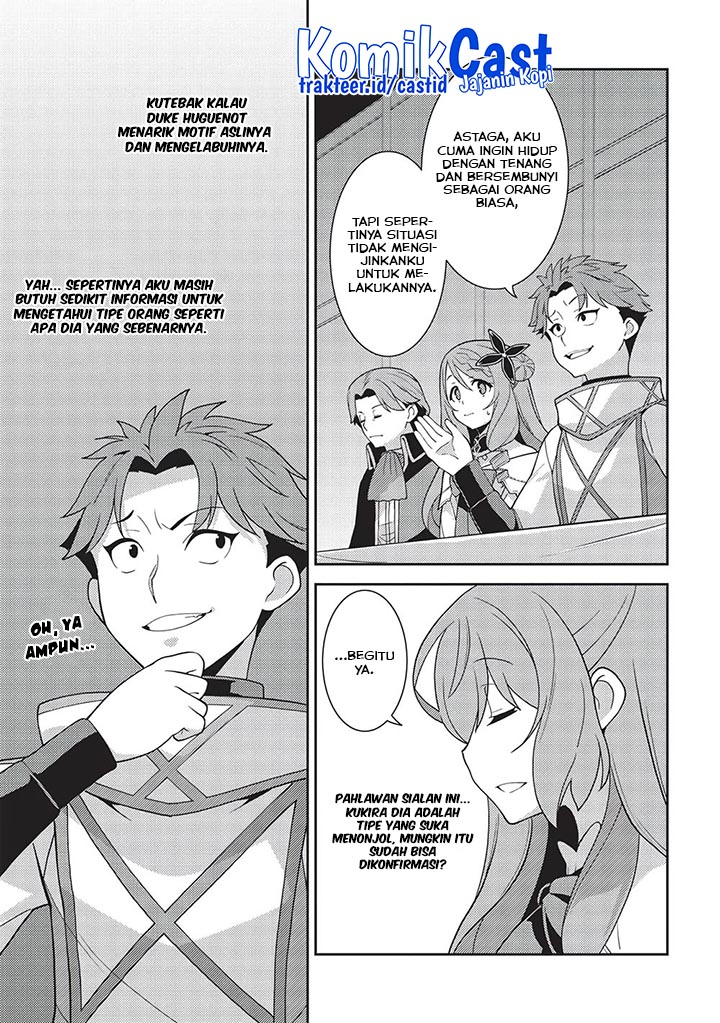 KomikCast
trakteer.id/castid Jajanin Kopi
ASTAGA, AKU
CUMA INGIN HIDUP
DENGAN TENANG
DAN BERSEMBUNYI
SEBAGAI ORANG
BIASA,
TAPI SEPER-
TINYA SITUASI
TIDAK MENGI-
JINKANKU
UNTUK ME-
LAKUKANNYA.
...BEGITU
YA.
PAHLAWAN SIALAN INI...
KUKIRA DIA ADALAH
TIPE YANG SUKA
MENONJOL, MUNGKIN ITU
SUDAH BISA
DIKONFIRMASI?
KUTEBAK KALAU
DUKE HUGUENOT
MENARIK MOTIF ASLINYA
DAN MENGELABUHINYA.
YAH... SEPERTINYA AKU MASIH
BUTUH SEDIKIT INFORMASI UNTUK
MENGETAHUI TIPE ORANG SEPERTI
APA DIA YANG SEBENARNYA.
OH, YA
AMPUN...